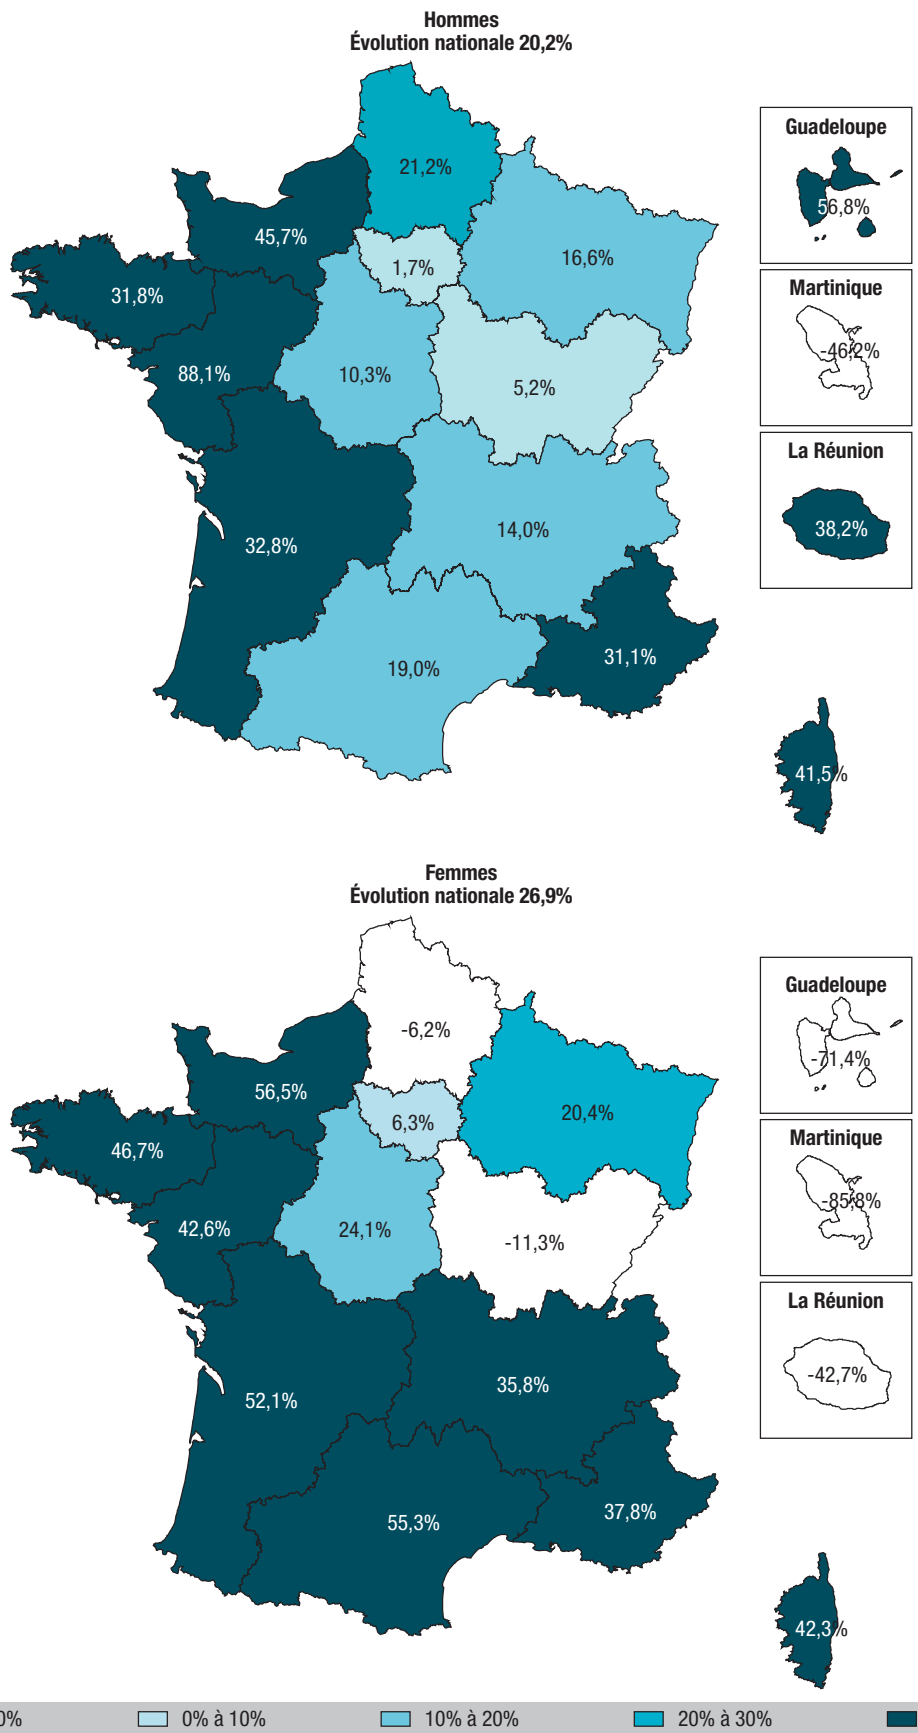 Hommes
Évolution nationale 20,2%
21,2%
45,7%
1,7%
16,6%
31,8%
88,1%
10,3%
5,2%
32,8%
14,0%
19,0%
31,1%
41,5%
Guadeloupe
56,8%
Martinique
-46,2%
La Réunion
38,2%
Femmes
Évolution nationale 26,9%
-6,2%
56,5%
6,3%
20,4%
46,7%
42,6%
24,1%
-11,3%
52,1%
35,8%
55,3%
37,8%
42,3%
Guadeloupe
-71,4%
Martinique
-85,8%
La Réunion
-42,7%
0% 0% à 10% 10% à 20% 20% à 30%